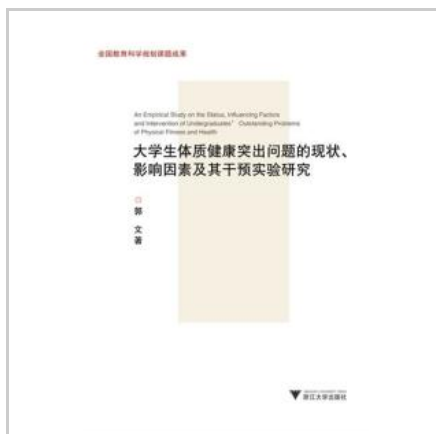 全国教育科学规划课题成果
An Empirical Study on the Status, Influencing Factors
and Intervention of Undergraduates' Outstanding Problems
of Physical Fitness and Health
大学生体质健康突出问题的现状、
影响因素及其干预实验研究
郭 文 著
浙江大学出版社